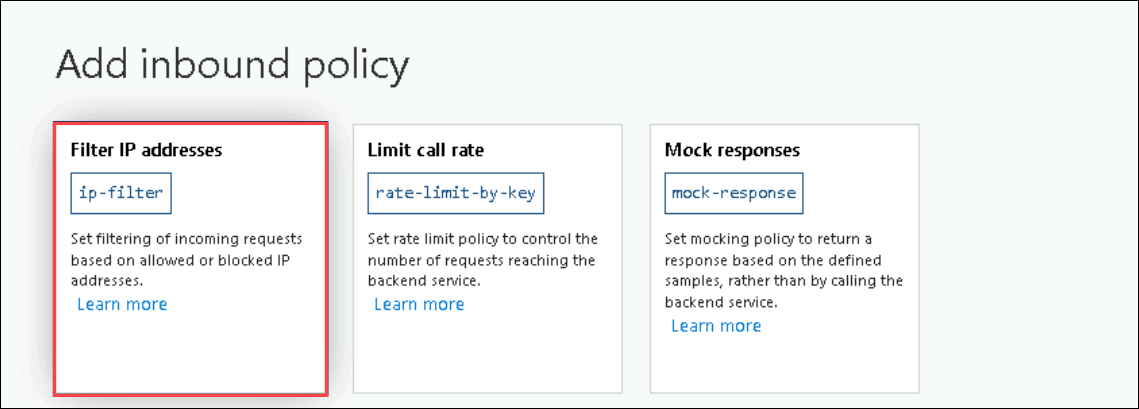 Add inbound policy
Filter IP addresses
ip-filter
Set filtering of incoming requests
based on allowed or blocked IP
addresses.
Learn more
Limit call rate
rate-limit-by-key
Set rate limit policy to control the
number of requests reaching the
backend service.
Learn more
Mock responses
mock-response
Set mocking policy to return a
response based on the defined
samples, rather than by calling the
backend service.
Learn more